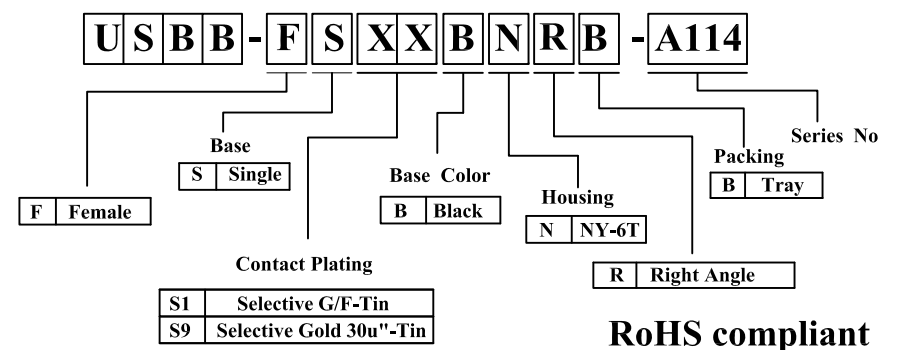 USBB-FSXXBNRB-A114
Series No
Base
S Single
Packing
B Tray
Base Color
B Black
Housing
N NY-6T
F Female
Contact Plating
R Right Angle
S1 Selective G/F-Tin
S9 Selective Gold 30u"-Tin
RoHS compliant